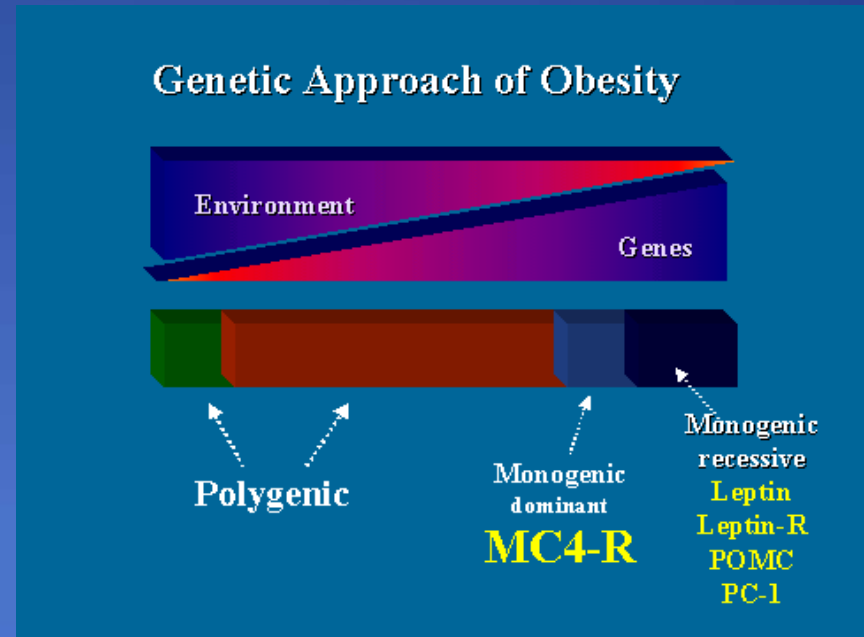 Genetic Approach of Obesity
Environment
Genes
Polygenic
Monogenic
dominant
MC4-R
Monogenic
recessive
Leptin
Leptin-R
POMC
PC-1